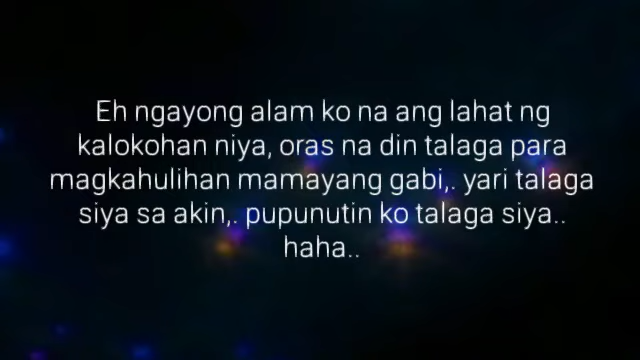 Eh ngayong alam ko na ang lahat ng
kalokohan niya, oras na din talaga para
magkahulihan mamayang gabi,. yari talaga
siya sa akin,. pupunutin ko talaga siya..
haha..